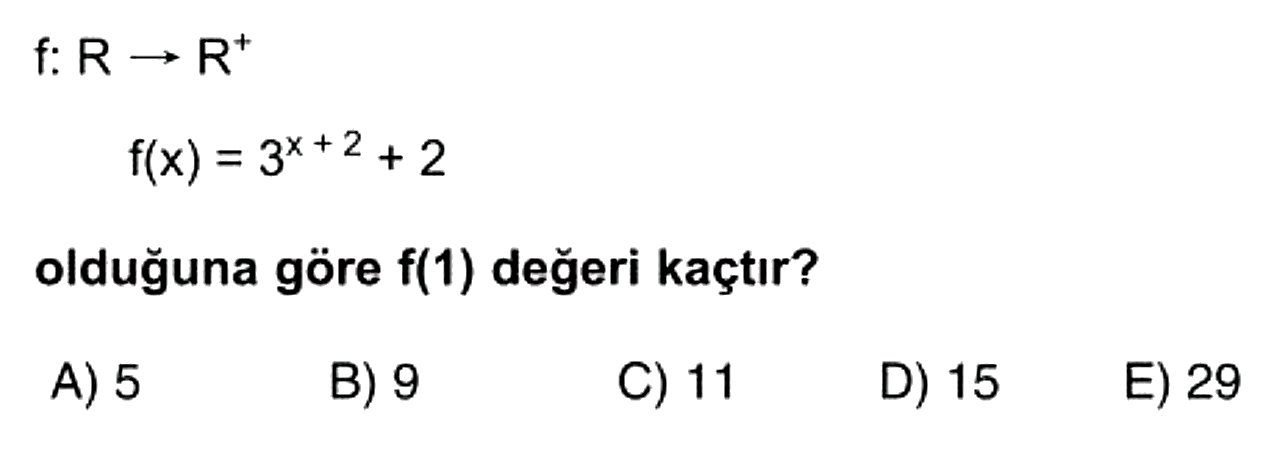 f: R → R⁺
f(x) = 3ˣ ⁺ ² + 2
olduğuna göre f(1) değeri kaçtır?
A) 5 B) 9 C) 11 D) 15 E) 29